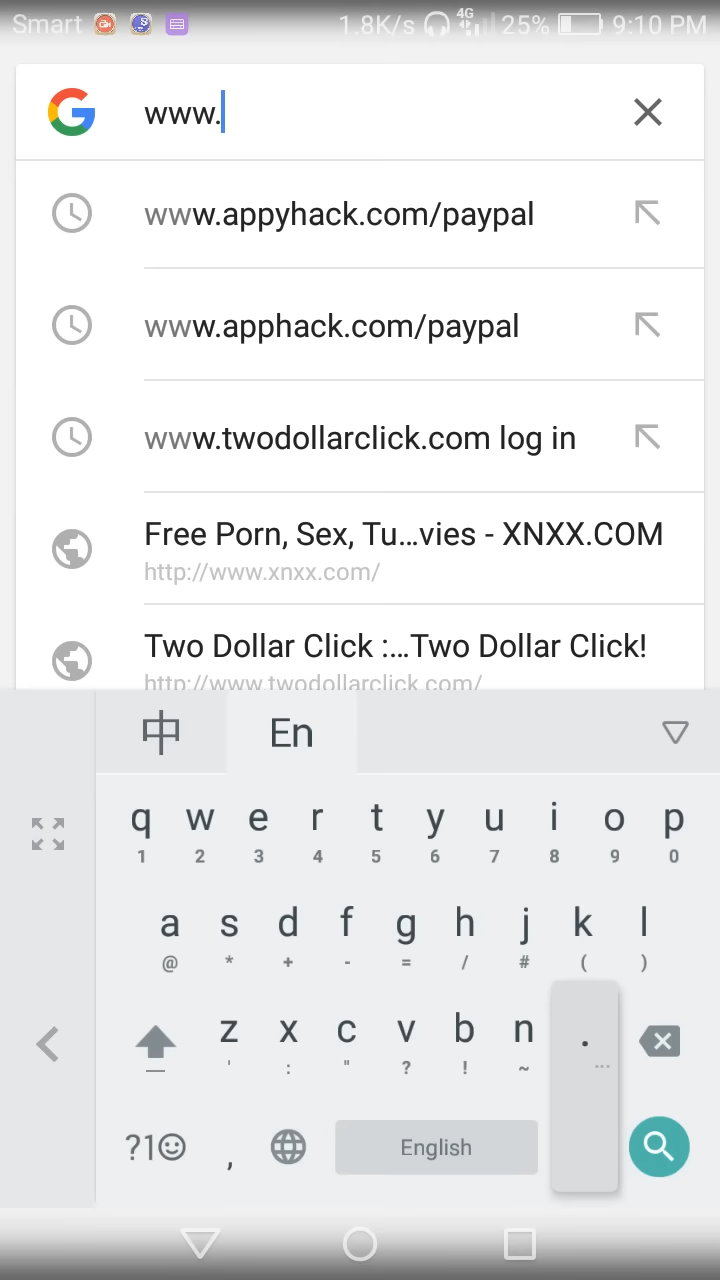 Smart 1.8K/s 4G 25% 9:10 PM
www.
www.appyhack.com/paypal
www.apphack.com/paypal
www.twodollarclick.com log in
Free Porn, Sex, Tu...vies - XNXX.COM
http://www.xnxx.com/
Two Dollar Click :...Two Dollar Click!
http://www.twodollarclick.com/
中 En
q w e r t y u i o p
1 2 3 4 5 6 7 8 9 0
a s d f g h j k l
@ * + - = / # ( )
z x c v b n .
' : " ? ! ~ ...
?1☺ , English